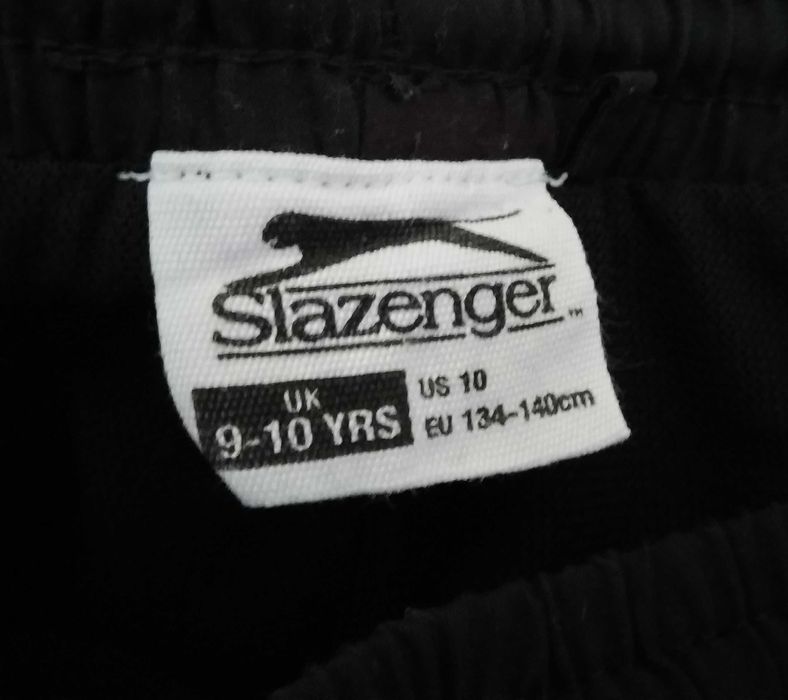 Slazenger™
UK
9-10 YRS
US 10
EU 134-140cm